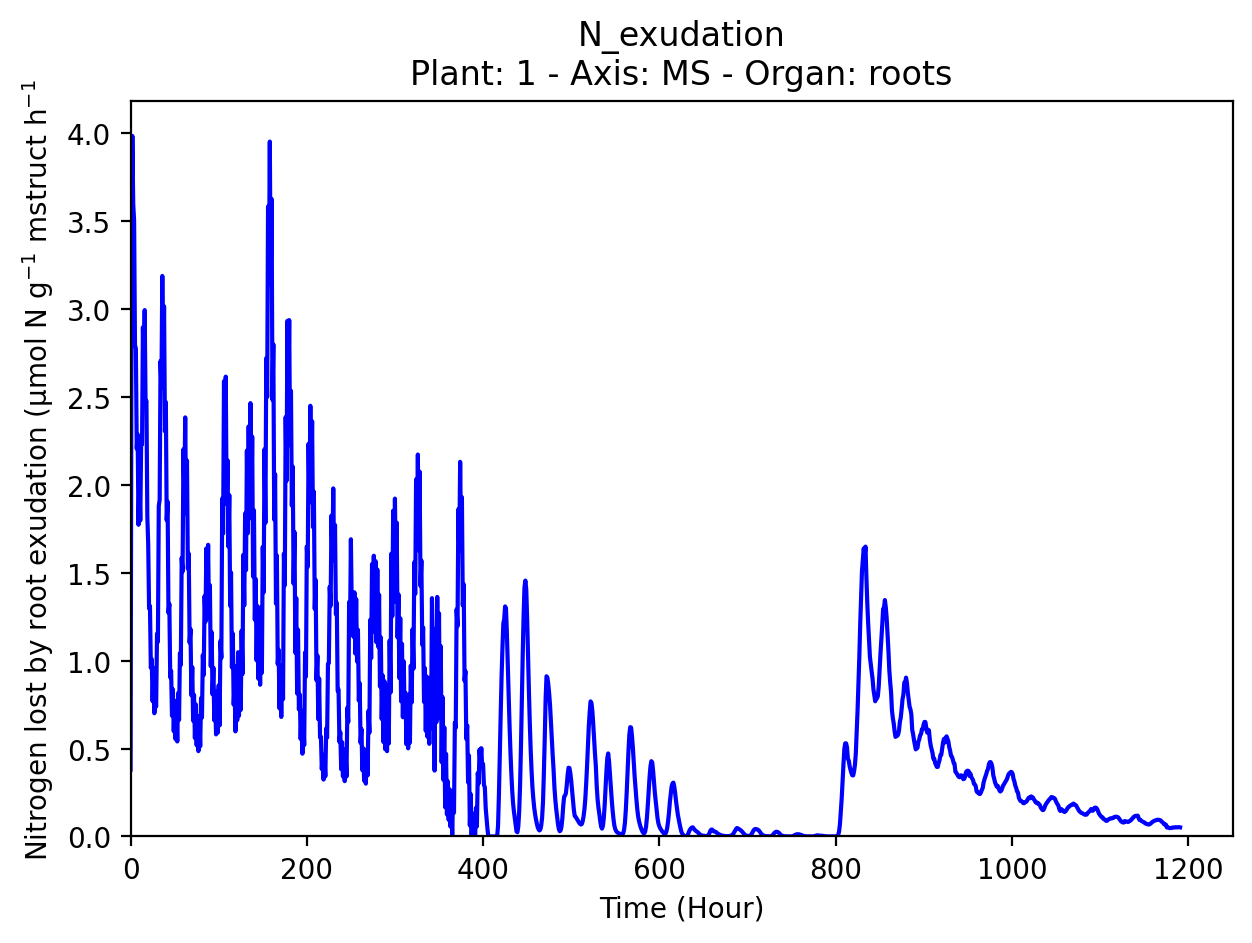 N_exudation
Plant: 1 - Axis: MS - Organ: roots
Nitrogen lost by root exudation (µmol N g⁻¹ mstruct h⁻¹
4.0
3.5
3.0
2.5
2.0
1.5
1.0
0.5
0.0
0 200 400 600 800 1000 1200
Time (Hour)